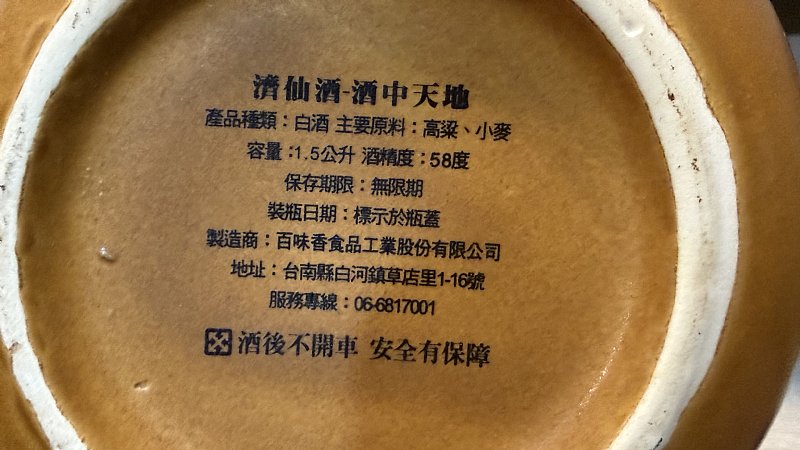 濟仙酒-酒中天地
產品種類：白酒 主要原料：高粱、小麥
容量：1.5公升 酒精度：58度
保存期限：無限期
裝瓶日期：標示於瓶蓋
製造商：百味香食品工業股份有限公司
地址：台南縣白河鎮草店里1-16號
服務專線：06-6817001
酒後不開車 安全有保障